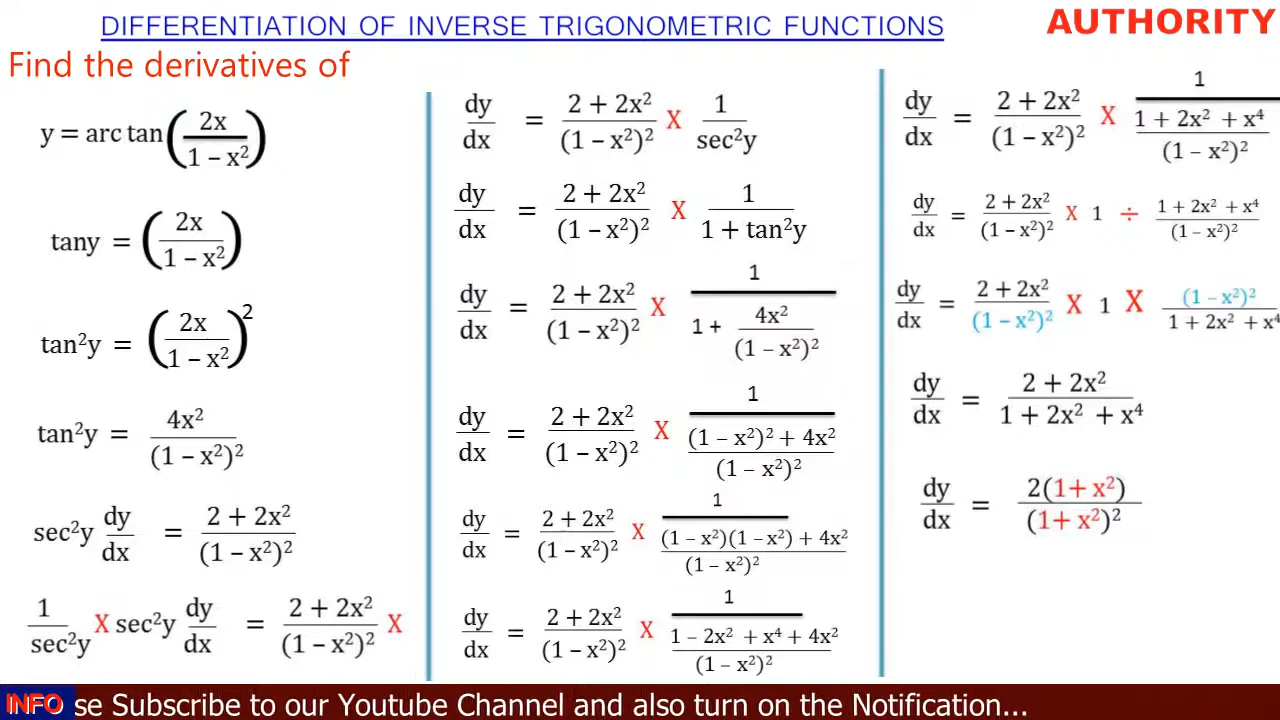 DIFFERENTIATION OF INVERSE TRIGONOMETRIC FUNCTIONS
AUTHORITY
Find the derivatives of
y = arc tan(2x/(1 – x²))
tany = (2x/(1 – x²))
tan²y = (2x/(1 – x²))²
tan²y = 4x²/(1 – x²)²
sec²y dy/dx = (2 + 2x²)/(1 – x²)²
1/sec²y X sec²y dy/dx = (2 + 2x²)/(1 – x²)² X
dy/dx = (2 + 2x²)/(1 – x²)² X 1/sec²y
dy/dx = (2 + 2x²)/(1 – x²)² X 1/(1 + tan²y)
dy/dx = (2 + 2x²)/(1 – x²)² X 1/(1 + 4x²/(1 – x²)²)
dy/dx = (2 + 2x²)/(1 – x²)² X 1/(((1 – x²)² + 4x²)/(1 – x²)²)
dy/dx = (2 + 2x²)/(1 – x²)² X 1/(((1 – x²)(1 – x²) + 4x²)/(1 – x²)²)
dy/dx = (2 + 2x²)/(1 – x²)² X 1/((1 – 2x² + x⁴ + 4x²)/(1 – x²)²)
dy/dx = (2 + 2x²)/(1 – x²)² X 1/((1 + 2x² + x⁴)/(1 – x²)²)
dy/dx = (2 + 2x²)/(1 – x²)² X 1 ÷ (1 + 2x² + x⁴)/(1 – x²)²
dy/dx = (2 + 2x²)/(1 – x²)² X 1 X (1 – x²)²/(1 + 2x² + x⁴)
dy/dx = (2 + 2x²)/(1 + 2x² + x⁴)
dy/dx = 2(1+ x²)/(1+ x²)²
INFO se Subscribe to our Youtube Channel and also turn on the Notification...